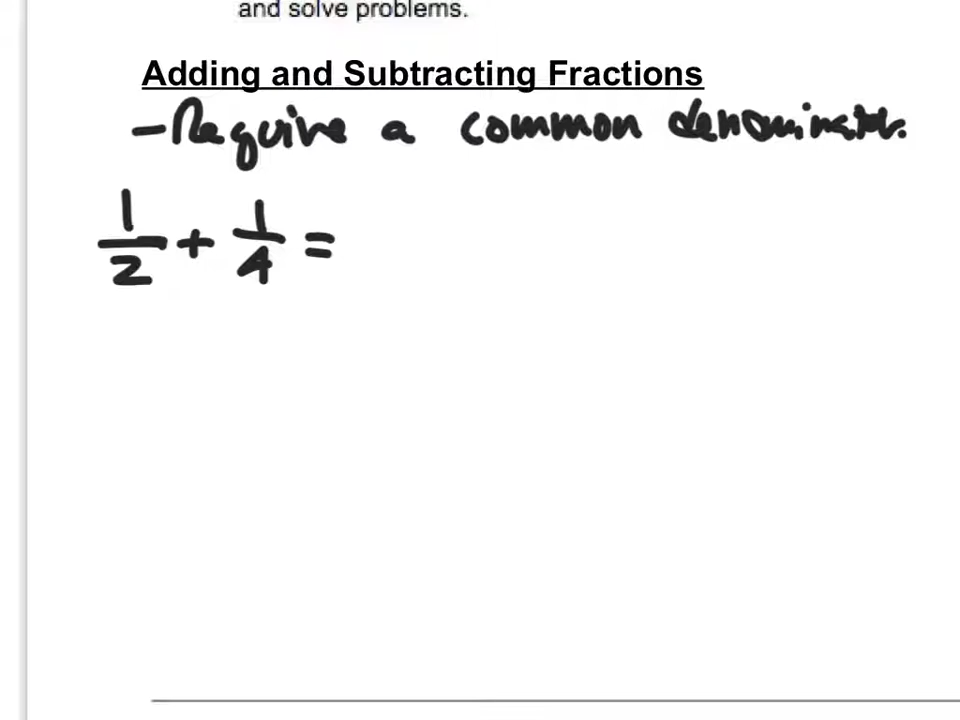 and solve problems.
Adding and Subtracting Fractions
- Require a common denominator.
1/2 + 1/4 =